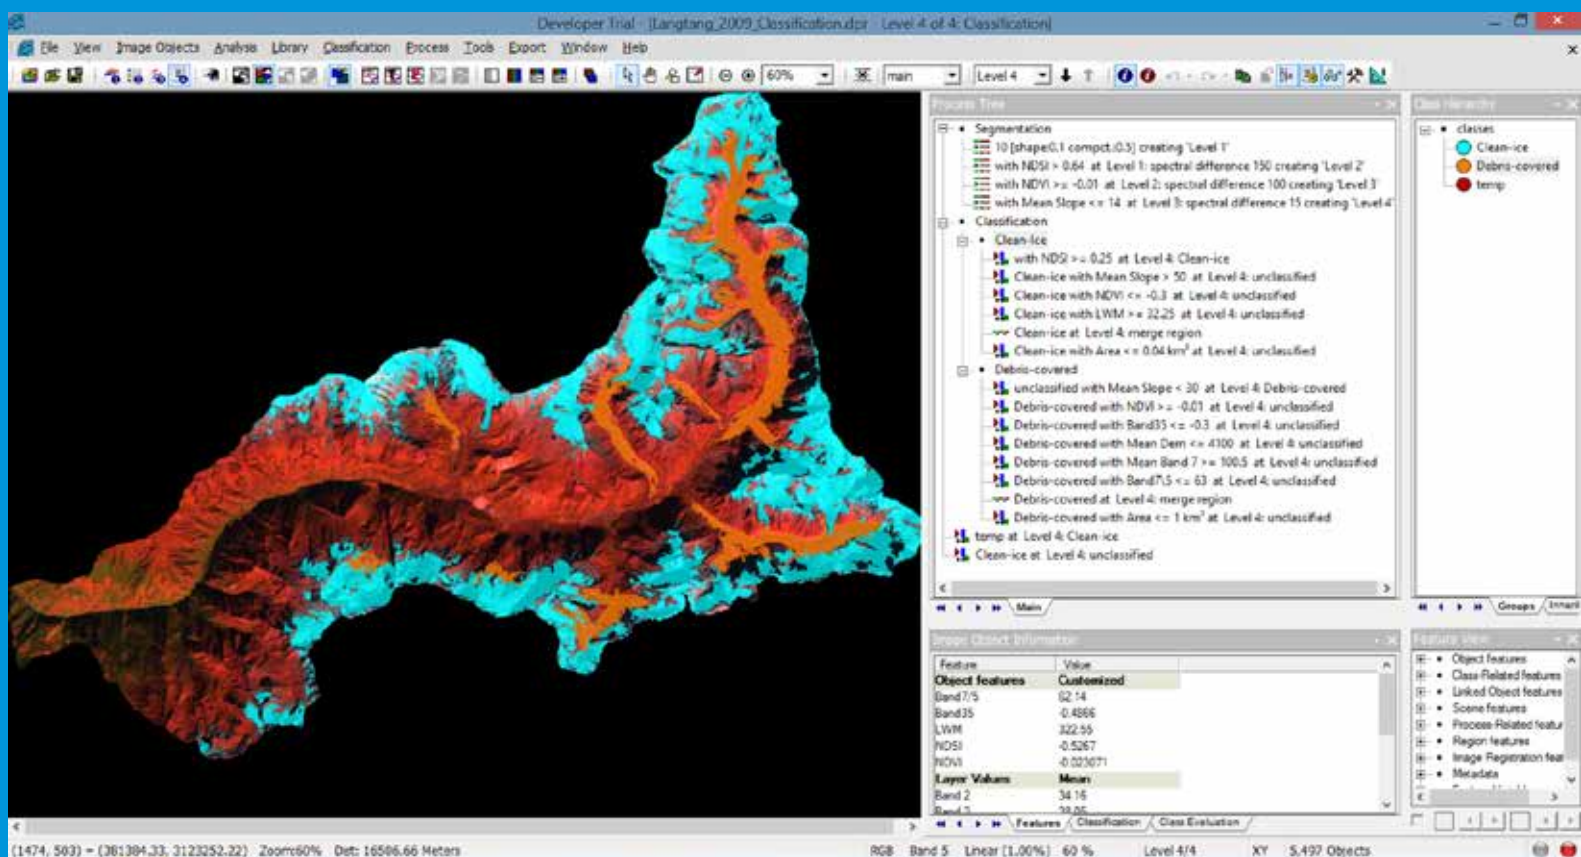 Developer Trial - [Langtang_2009_Classification.dpr - Level 4 of 4: Classification]
File View Image Objects Analysis Library Classification Process Tools Export Window Help
60% main Level 4
Process Tree
Segmentation
10 [shape:0.1 compct.:0.5] creating 'Level 1'
with NDSI > 0.64 at Level 1: spectral difference 150 creating 'Level 2'
with NDVI >= -0.01 at Level 2: spectral difference 100 creating 'Level 3'
with Mean Slope <= 14 at Level 3: spectral difference 15 creating 'Level 4'
Classification
Clean-Ice
with NDSI >= 0.25 at Level 4: Clean-ice
Clean-ice with Mean Slope > 50 at Level 4: unclassified
Clean-ice with NDVI <= -0.3 at Level 4: unclassified
Clean-ice with LWM >= 32.25 at Level 4: unclassified
Clean-ice at Level 4: merge region
Clean-ice with Area <= 0.04 km² at Level 4: unclassified
Debris-covered
unclassified with Mean Slope < 30 at Level 4: Debris-covered
Debris-covered with NDVI >= -0.01 at Level 4: unclassified
Debris-covered with Band35 <= -0.3 at Level 4: unclassified
Debris-covered with Mean Dem <= 4100 at Level 4: unclassified
Debris-covered with Mean Band 7 >= 100.5 at Level 4: unclassified
Debris-covered with Band7\5 <= 63 at Level 4: unclassified
Debris-covered at Level 4: merge region
Debris-covered with Area <= 1 km² at Level 4: unclassified
temp at Level 4: Clean-ice
Clean-ice at Level 4: unclassified
Main
Class Hierarchy
classes
Clean-ice
Debris-covered
temp
Groups Inherit
Image Object Information
Feature Value
Object features Customized
Band7/5 62.14
Band35 -0.4866
LWM 322.55
NDSI -0.5267
NDVI -0.023071
Layer Values Mean
Band 2 34.16
Features Classification Class Evaluation
Feature View
Object features
Class-Related features
Linked Object features
Scene features
Process-Related featur
Region features
Image Registration feat
Metadata
(1474, 503) = (381384.33, 3123252.22) Zoom:60% Dist: 16506.66 Meters
RGB Band 5 Linear (1.00%) 60 % Level 4/4 XY 5,497 Objects